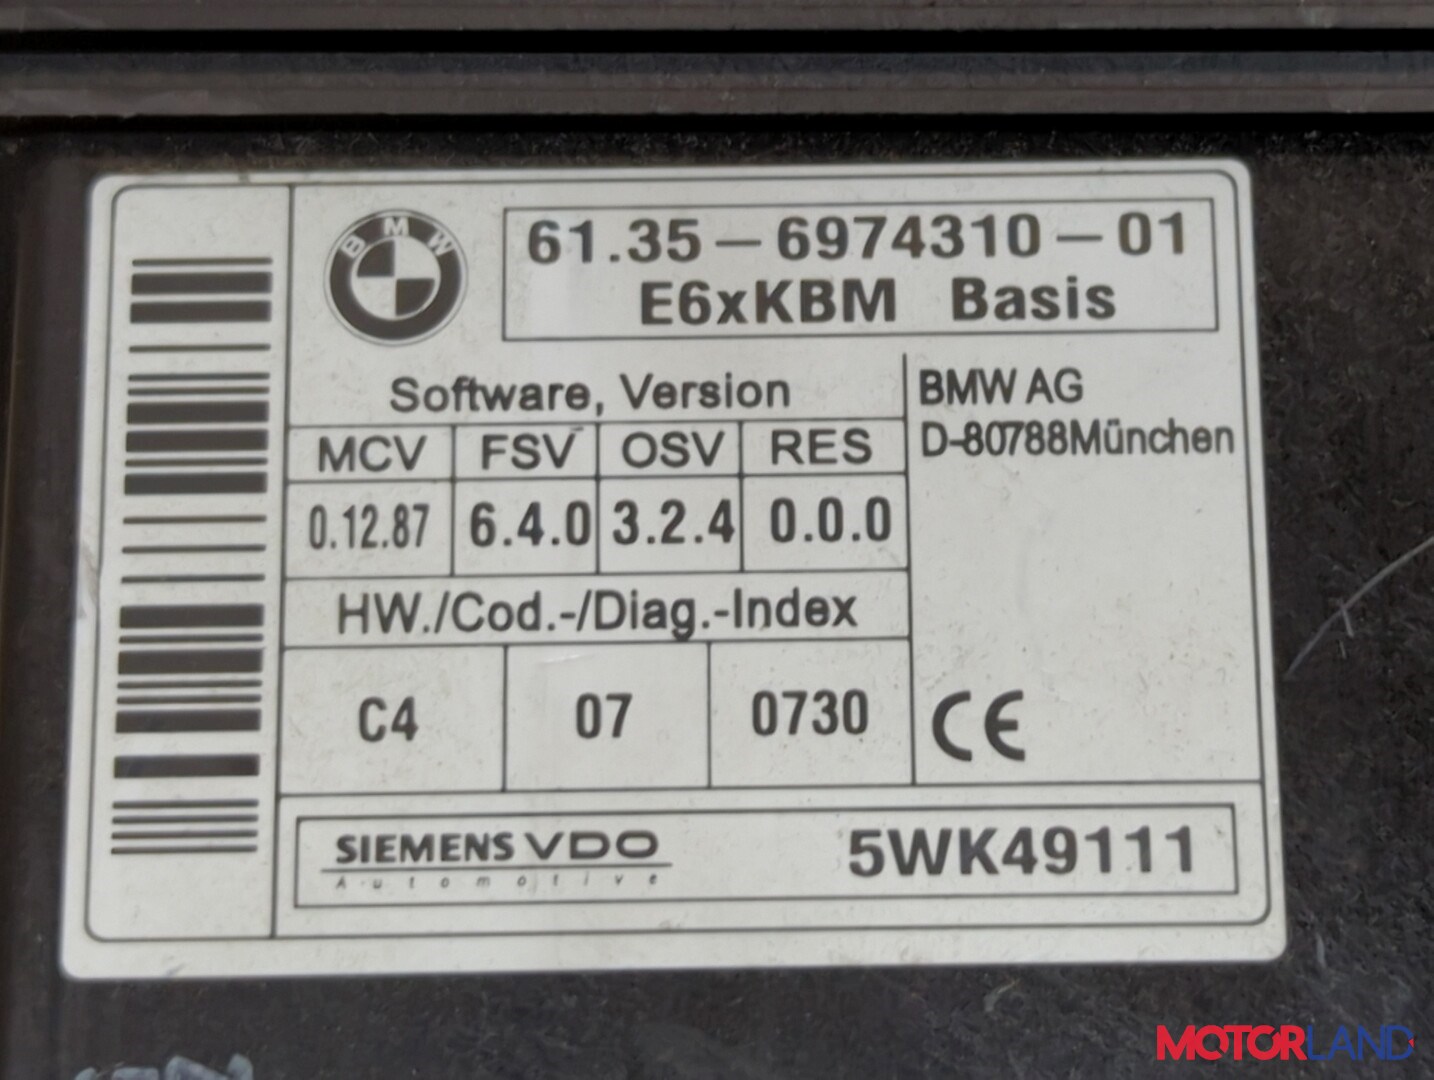 BMW
61.35-6974310-01
E6xKBM Basis
Software, Version
BMW AG
D-80788München
MCV FSV OSV RES
0.12.87 6.4.0 3.2.4 0.0.0
HW./Cod.-/Diag.-Index
C4 07 0730
CE
SIEMENS VDO
Automotive
5WK49111
MOTORLAND